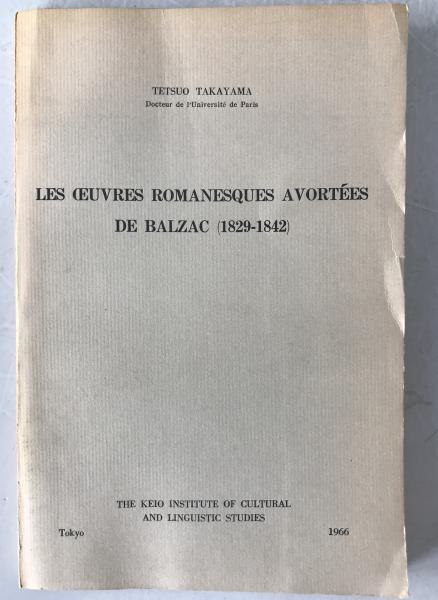 TETSUO TAKAYAMA
Docteur de l'Université de Paris
LES ŒUVRES ROMANESQUES AVORTÉES
DE BALZAC (1829-1842)
THE KEIO INSTITUTE OF CULTURAL
AND LINGUISTIC STUDIES
Tokyo 1966